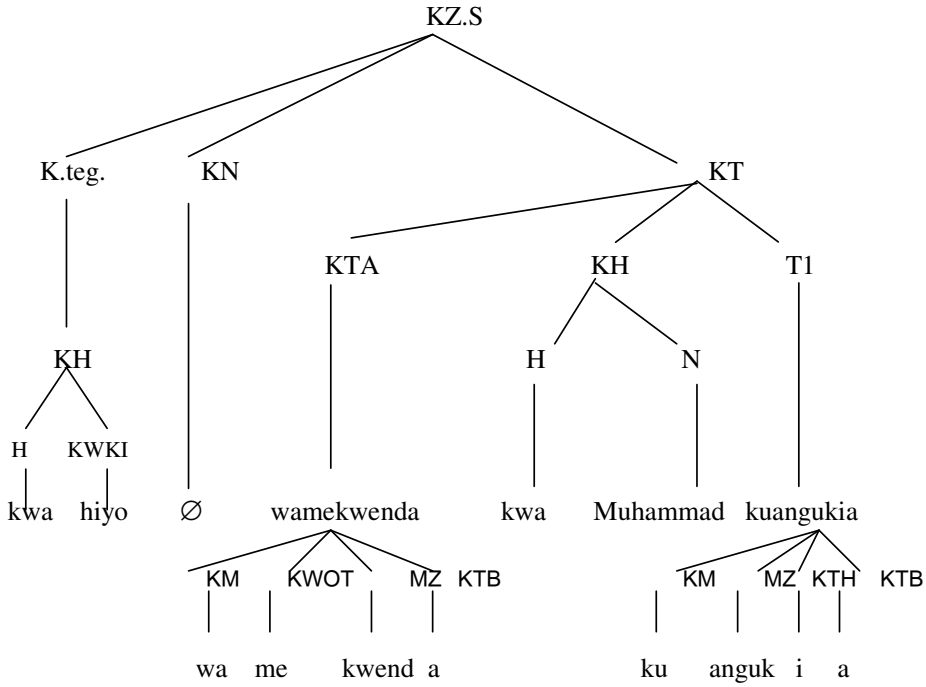 KZ.S
K.teg. KN KT
KTA KH T1
KH H N
H KWKI
kwa hiyo ∅ wamekwenda kwa Muhammad kuangukia
KM KWOT MZ KTB KM MZ KTH KTB
wa me kwend a ku anguk i a